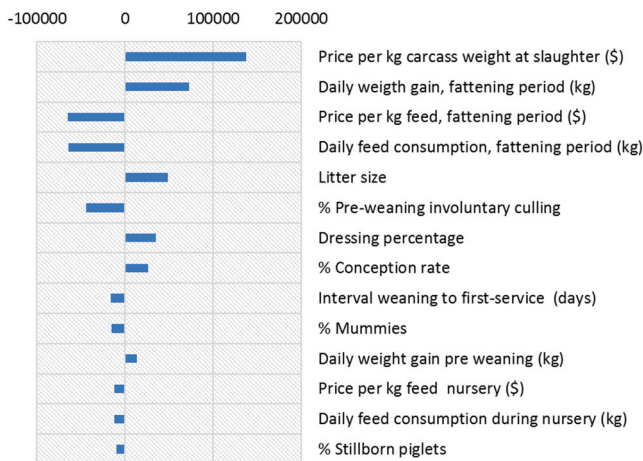 -100000 0 100000 200000
Price per kg carcass weight at slaughter ($)
Daily weigth gain, fattening period (kg)
Price per kg feed, fattening period ($)
Daily feed consumption, fattening period (kg)
Litter size
% Pre-weaning involuntary culling
Dressing percentage
% Conception rate
Interval weaning to first-service (days)
% Mummies
Daily weight gain pre weaning (kg)
Price per kg feed nursery ($)
Daily feed consumption during nursery (kg)
% Stillborn piglets